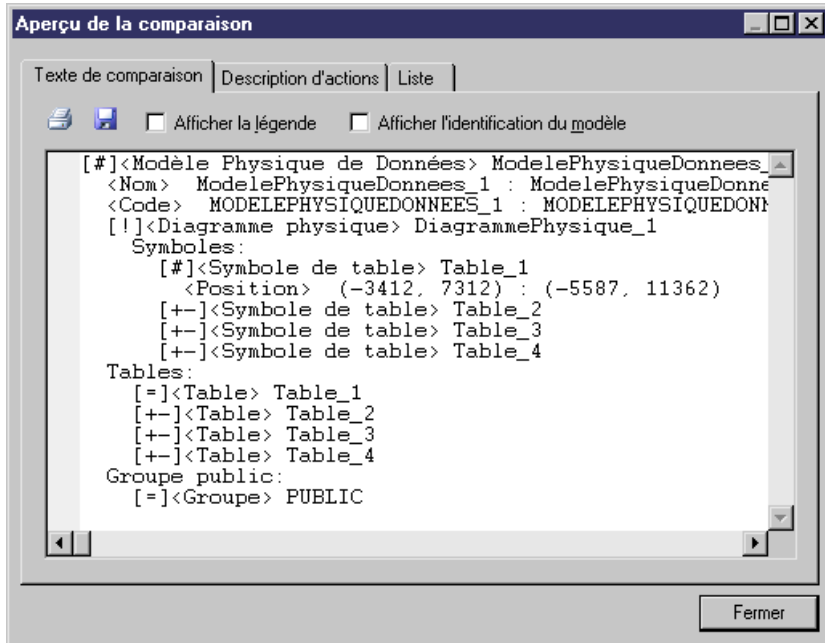 Aperçu de la comparaison
Texte de comparaison Description d'actions Liste
Afficher la légende Afficher l'identification du modèle
[#]<Modèle Physique de Données> ModelePhysiqueDonnees_
<Nom> ModelePhysiqueDonnees_1 : ModelePhysiqueDonne
<Code> MODELEPHYSIQUEDONNEES_1 : MODELEPHYSIQUEDONN
[!]<Diagramme physique> DiagrammePhysique_1
Symboles:
[#]<Symbole de table> Table_1
<Position> (-3412, 7312) : (-5587, 11362)
[+-]<Symbole de table> Table_2
[+-]<Symbole de table> Table_3
[+-]<Symbole de table> Table_4
Tables:
[=]<Table> Table_1
[+-]<Table> Table_2
[+-]<Table> Table_3
[+-]<Table> Table_4
Groupe public:
[=]<Groupe> PUBLIC
Fermer